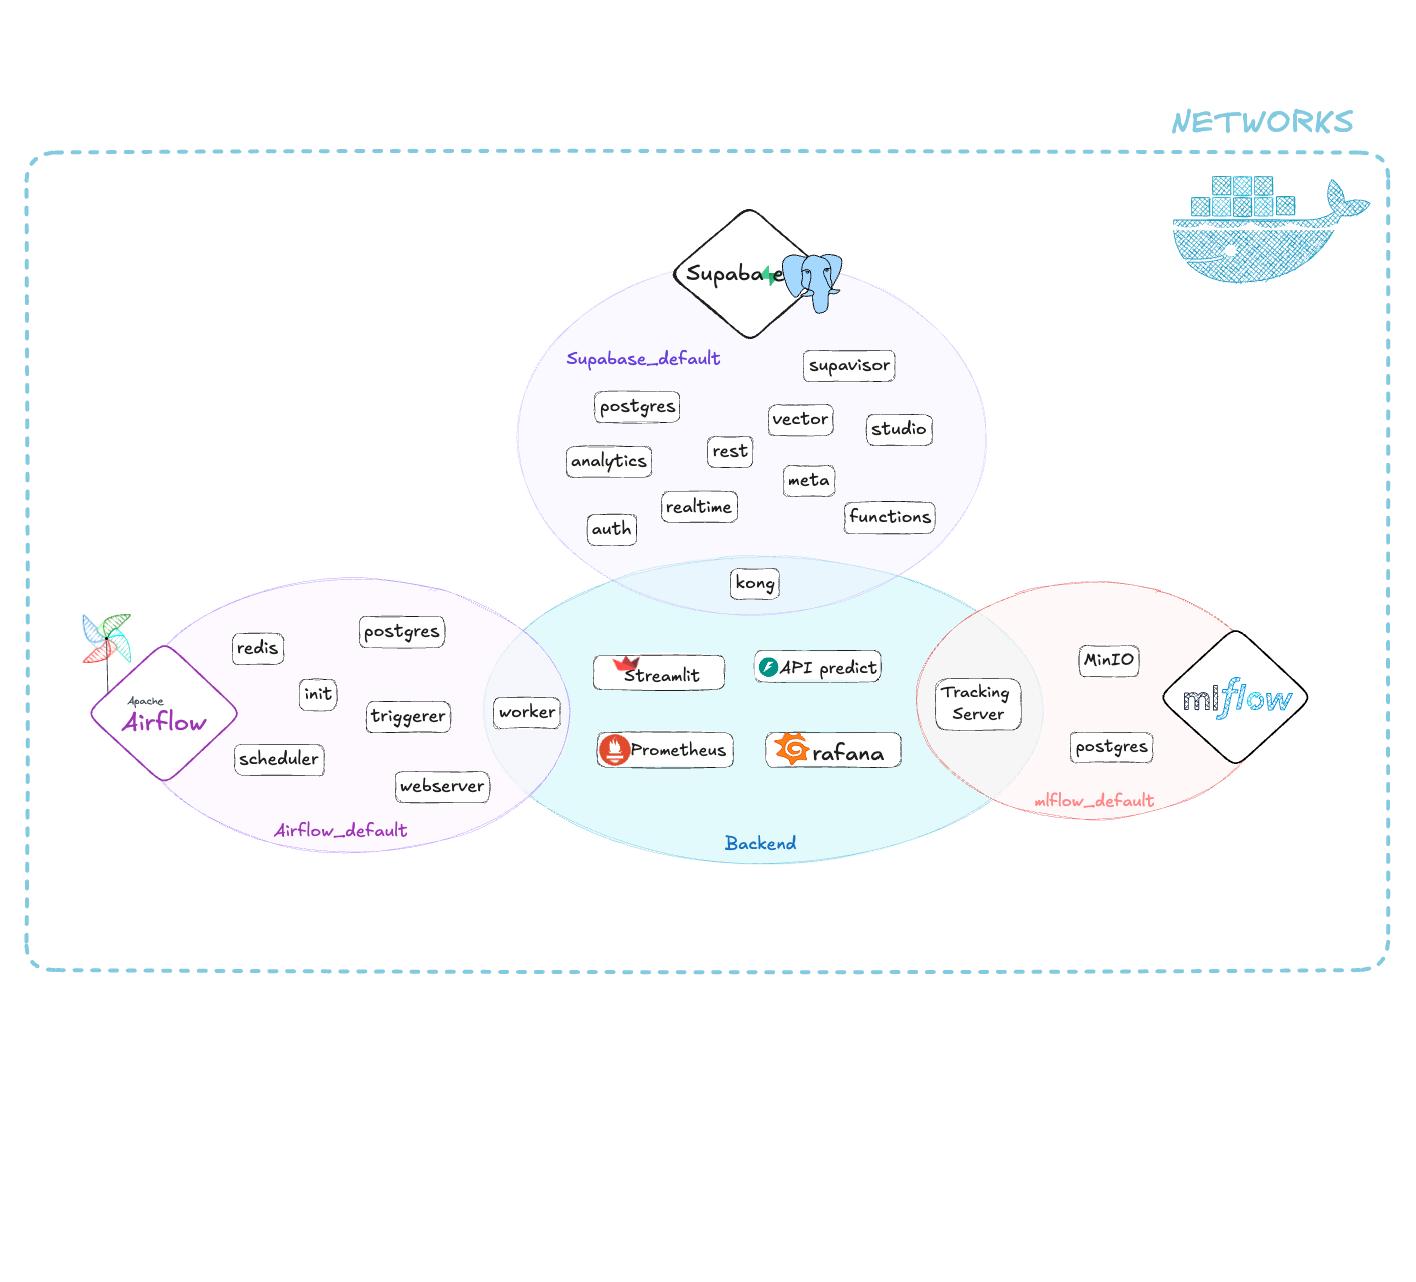 NETWORKS
Supabase
Supabase_default
supavisor
postgres
vector
studio
rest
analytics
meta
realtime
functions
auth
kong
redis
postgres
init
triggerer
worker
scheduler
webserver
Apache
Airflow
Airflow_default
Streamlit
API predict
Prometheus
Grafana
Backend
Tracking
Server
MinIO
postgres
mlflow
mlflow_default